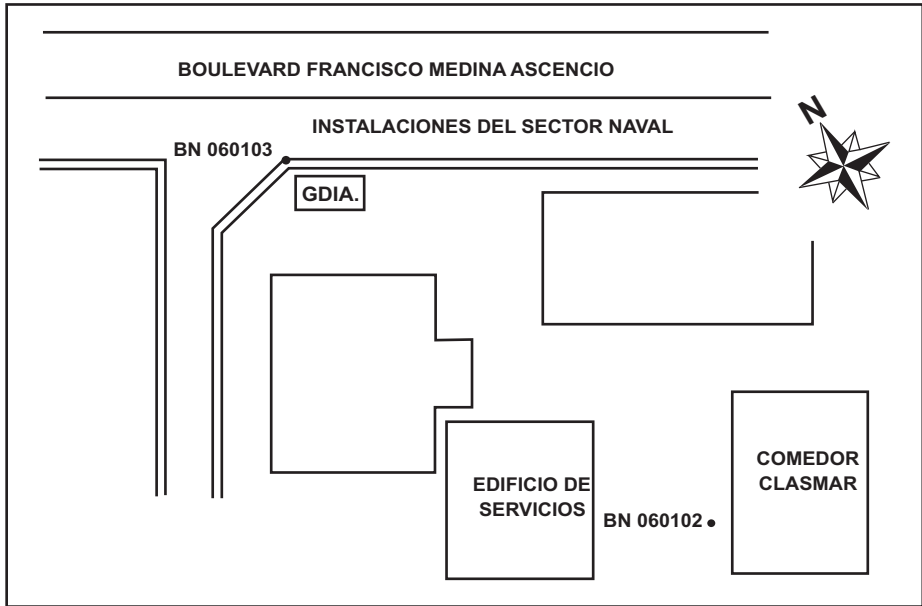 BOULEVARD FRANCISCO MEDINA ASCENCIO
INSTALACIONES DEL SECTOR NAVAL
N
BN 060103
GDIA.
EDIFICIO DE
SERVICIOS
BN 060102
COMEDOR
CLASMAR